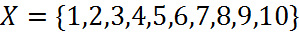 X = {1,2,3,4,5,6,7,8,9,10}